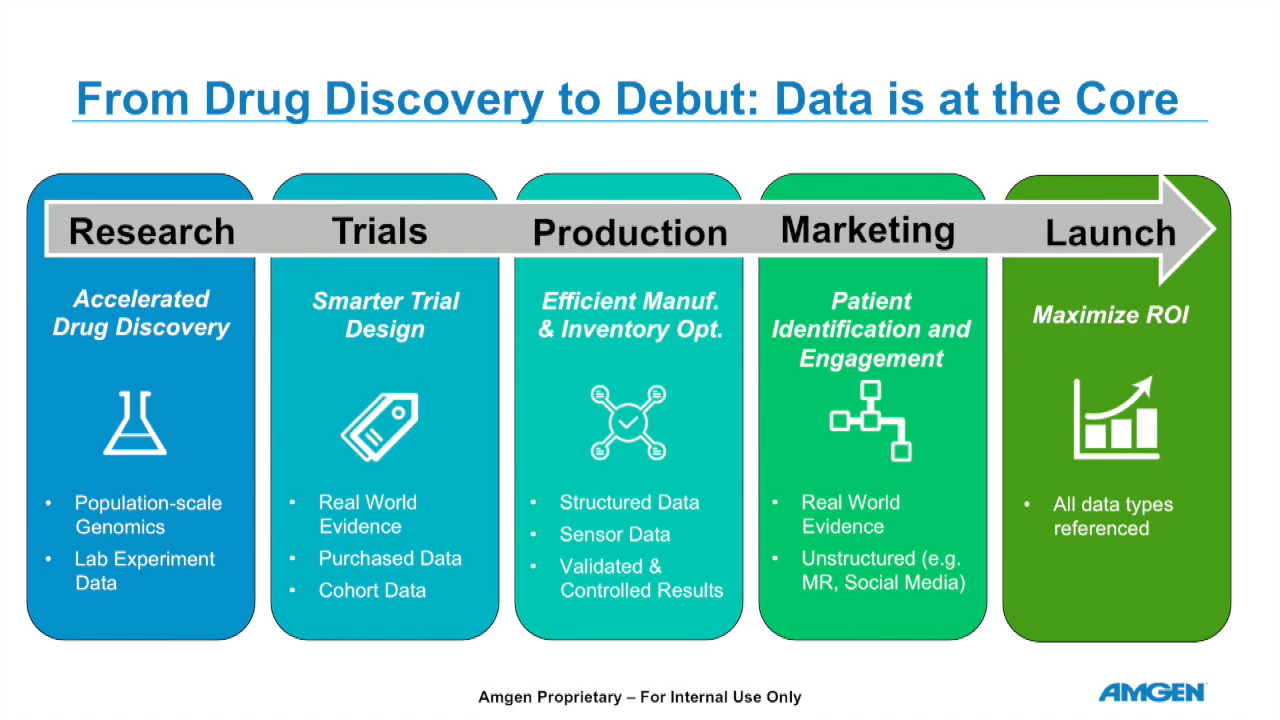 From Drug Discovery to Debut: Data is at the Core
Research
Trials
Production
Marketing
Launch
Accelerated
Drug Discovery
• Population-scale
Genomics
• Lab Experiment
Data
Smarter Trial
Design
• Real World
Evidence
• Purchased Data
• Cohort Data
Efficient Manuf.
& Inventory Opt.
• Structured Data
• Sensor Data
• Validated &
Controlled Results
Patient
Identification and
Engagement
• Real World
Evidence
• Unstructured (e.g.
MR, Social Media)
Maximize ROI
• All data types
referenced
Amgen Proprietary – For Internal Use Only
AMGEN